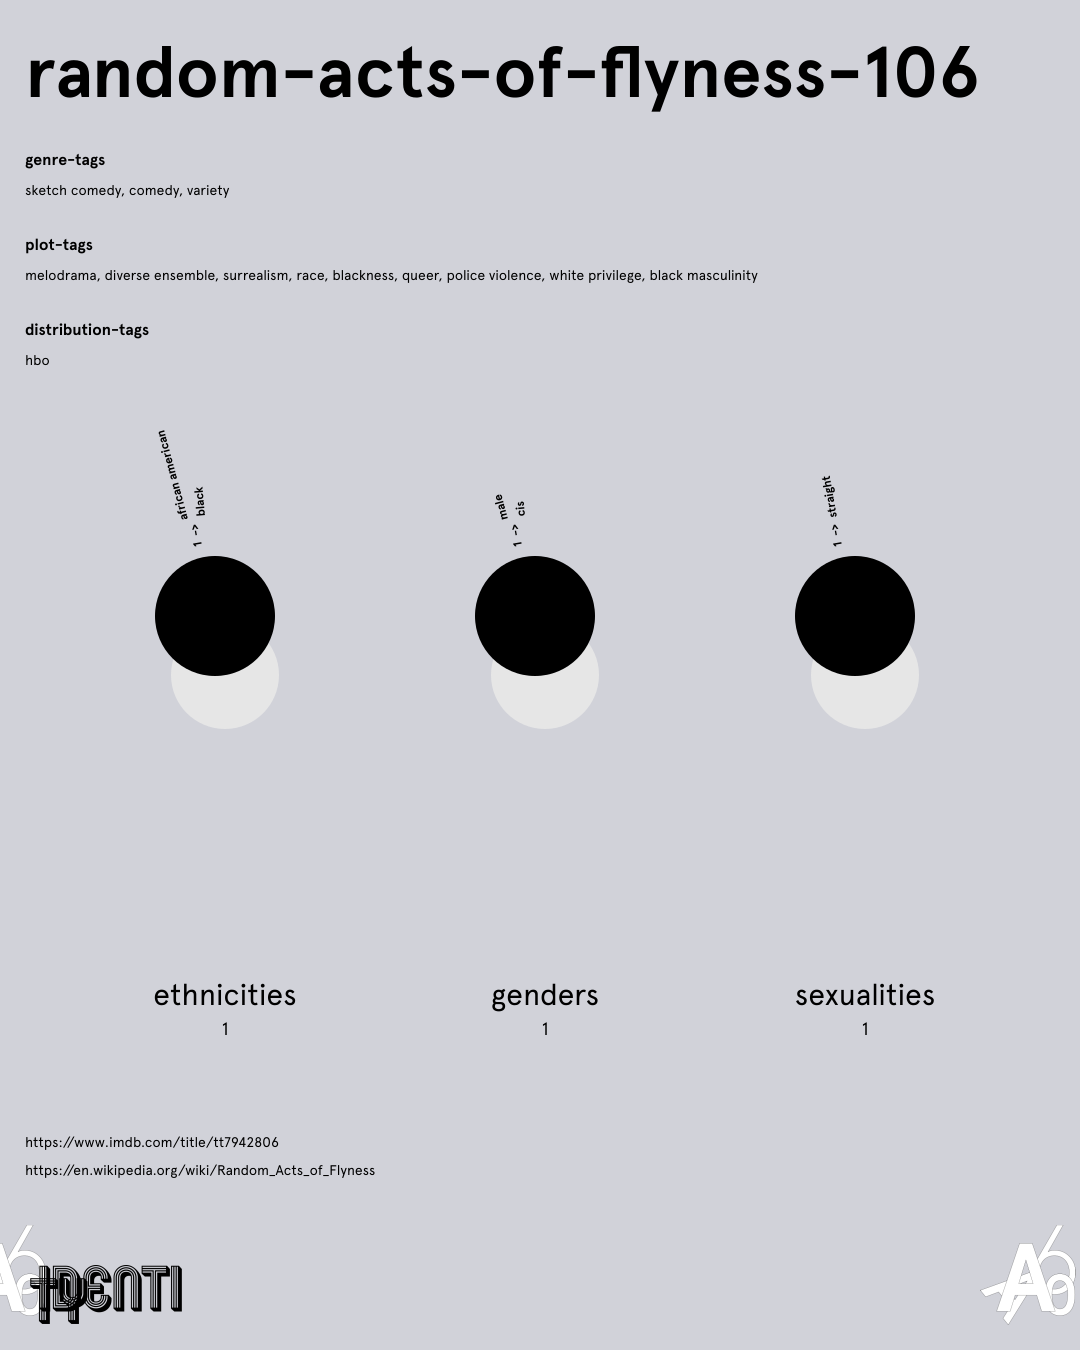 random-acts-of-flyness-106
genre-tags
sketch comedy, comedy, variety
plot-tags
melodrama, diverse ensemble, surrealism, race, blackness, queer, police violence, white privilege, black masculinity
distribution-tags
hbo
african american
1 -> black
male
1 -> cis
1 -> straight
ethnicities
1
genders
1
sexualities
1
https://www.imdb.com/title/tt7942806
https://en.wikipedia.org/wiki/Random_Acts_of_Flyness
IDENTI